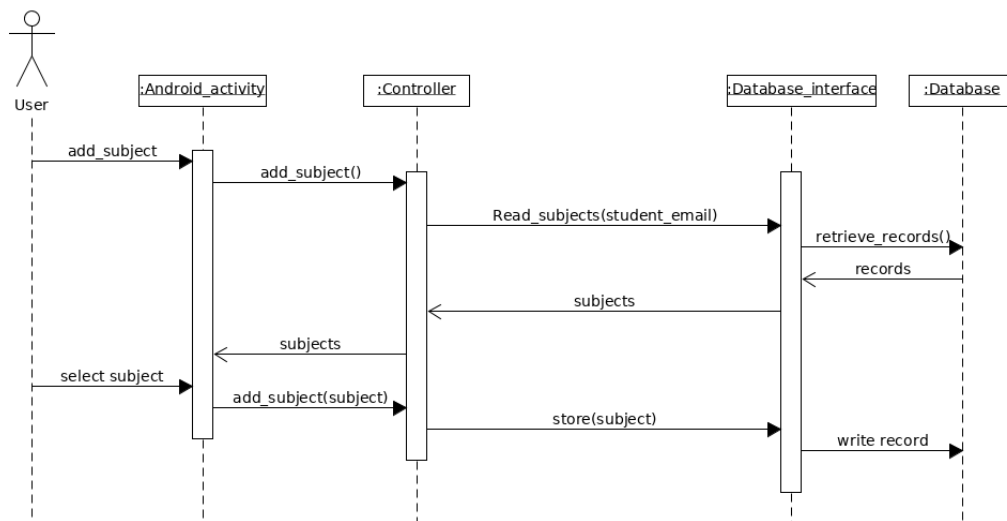 User
:Android_activity
:Controller
:Database_interface
:Database
add_subject
add_subject()
Read_subjects(student_email)
retrieve_records()
records
subjects
subjects
select subject
add_subject(subject)
store(subject)
write record